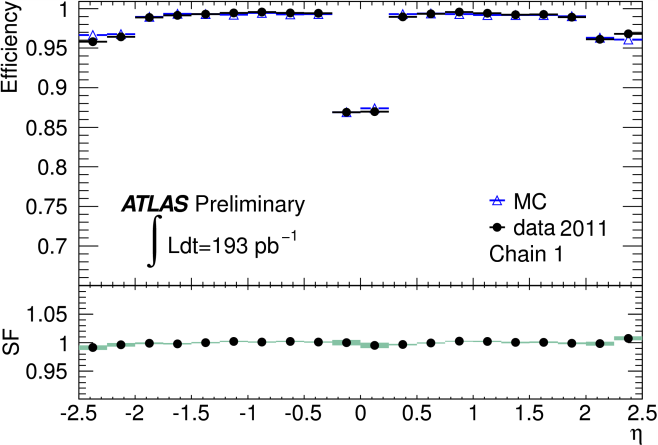 Efficiency
1
0.95
0.9
0.85
0.8
0.75
0.7
ATLAS Preliminary
∫ Ldt=193 pb⁻¹
MC
data 2011
Chain 1
SF
1.05
1
0.95
-2.5 -2 -1.5 -1 -0.5 0 0.5 1 1.5 2 2.5
η